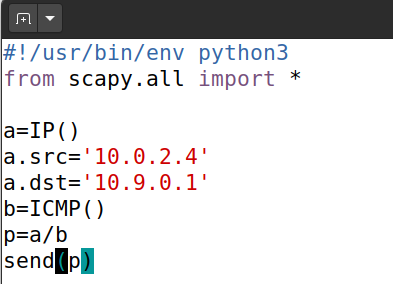 #!/usr/bin/env python3
from scapy.all import *

a=IP()
a.src='10.0.2.4'
a.dst='10.9.0.1'
b=ICMP()
p=a/b
send(p)